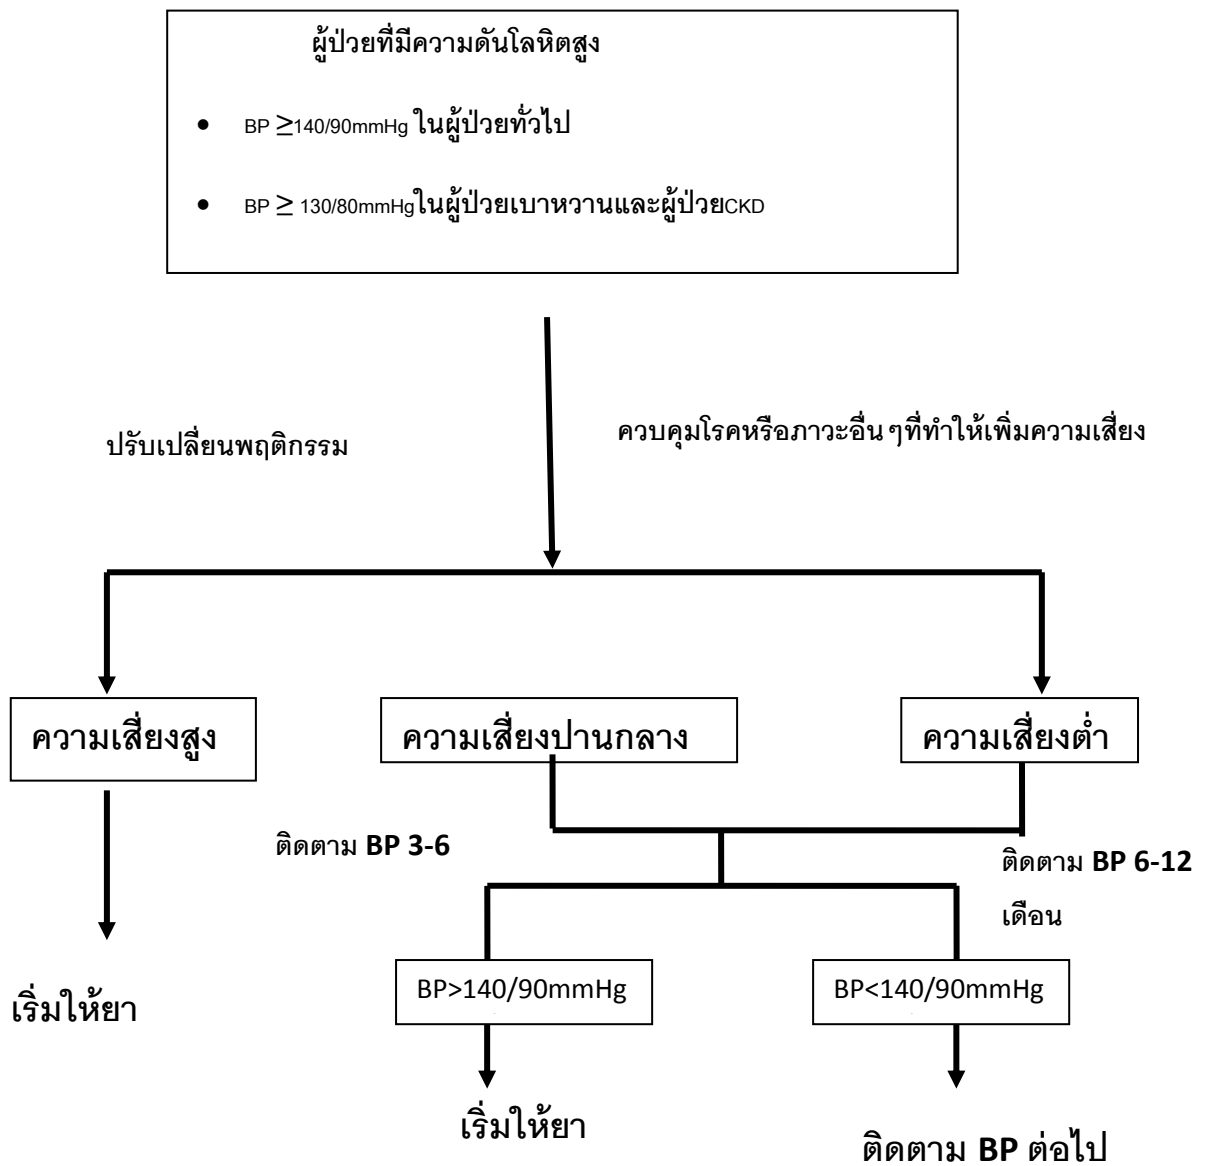 ผู้ป่วยที่มีความดันโลหิตสูง
• BP ≥140/90mmHg ในผู้ป่วยทั่วไป
• BP ≥ 130/80mmHgในผู้ป่วยเบาหวานและผู้ป่วยCKD
ปรับเปลี่ยนพฤติกรรม
ควบคุมโรคหรือภาวะอื่นๆที่ทำให้เพิ่มความเสี่ยง
ความเสี่ยงสูง
ความเสี่ยงปานกลาง
ความเสี่ยงต่ำ
ติดตาม BP 3-6
ติดตาม BP 6-12
เดือน
BP>140/90mmHg
BP<140/90mmHg
เริ่มให้ยา
เริ่มให้ยา
ติดตาม BP ต่อไป